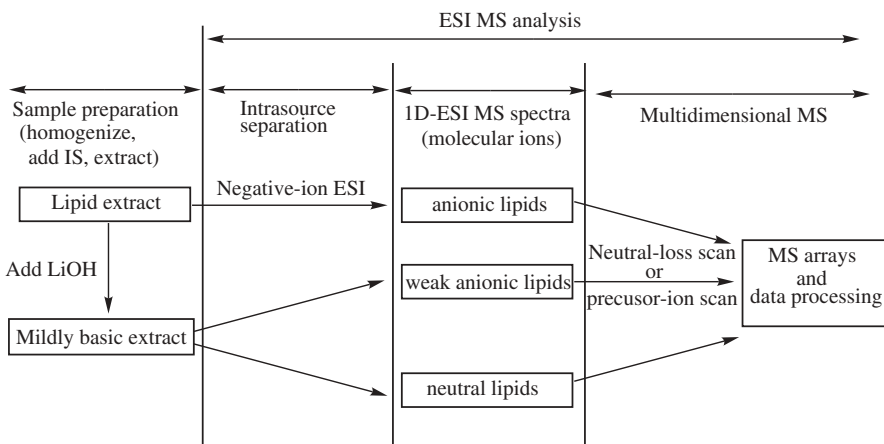 ESI MS analysis
Sample preparation
(homogenize,
add IS, extract)
Intrasource
separation
1D-ESI MS spectra
(molecular ions)
Multidimensional MS
Lipid extract
Negative-ion ESI
anionic lipids
Add LiOH
weak anionic lipids
Neutral-loss scan
or
precusor-ion scan
MS arrays
and
data processing
Mildly basic extract
neutral lipids